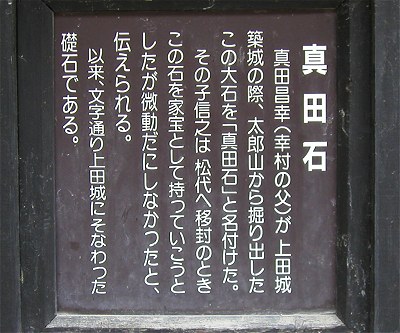 真田石
真田昌幸(幸村の父)が 上田城
築城の際、太郎山から掘り出した
この大石を「真田石」と名付けた。
その子信之は 松代へ移封のとき
この石を家宝として持っていこうと
したが微動だにしなかったと、
伝えられる。
以来、文字通り上田城にそなわった
礎石である。